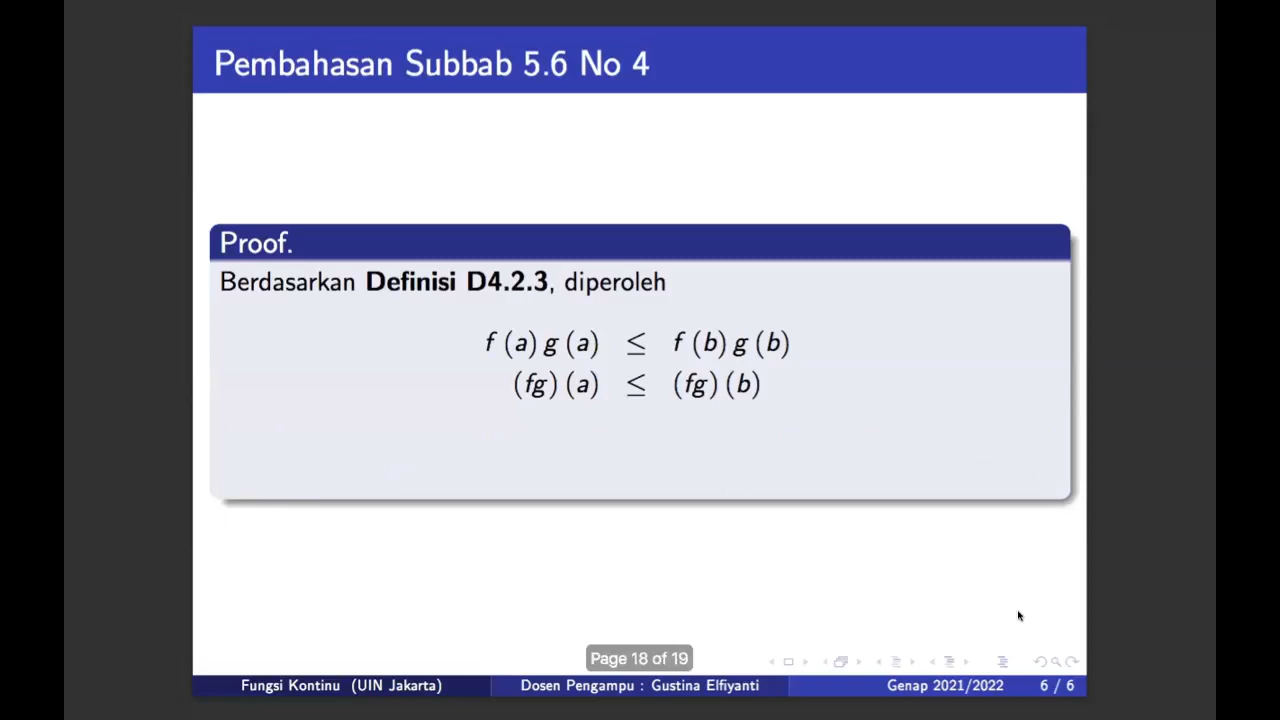 Pembahasan Subbab 5.6 No 4
Proof.
Berdasarkan Definisi D4.2.3, diperoleh
f (a) g (a) ≤ f (b) g (b)
(fg) (a) ≤ (fg) (b)
Page 18 of 19
Fungsi Kontinu (UIN Jakarta) Dosen Pengampu : Gustina Elfiyanti Genap 2021/2022 6 / 6